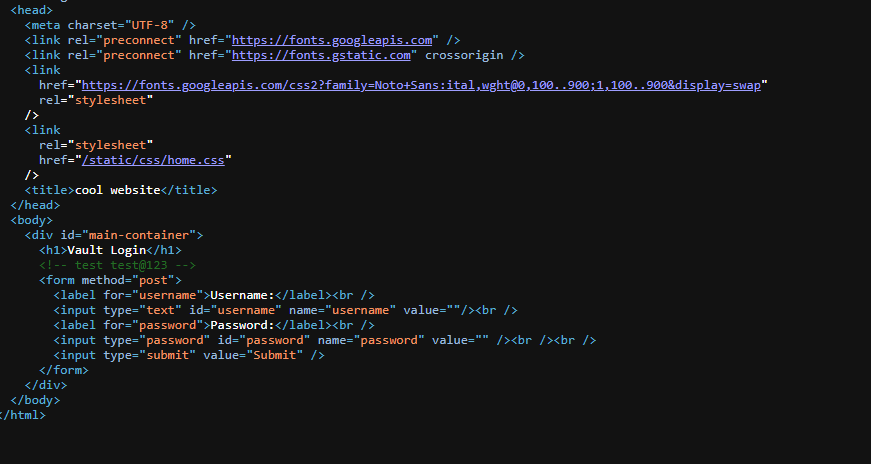 <head>
<meta charset="UTF-8" />
<link rel="preconnect" href="https://fonts.googleapis.com" />
<link rel="preconnect" href="https://fonts.gstatic.com" crossorigin />
<link
href="https://fonts.googleapis.com/css2?family=Noto+Sans:ital,wght@0,100..900;1,100..900&display=swap"
rel="stylesheet"
/>
<link
rel="stylesheet"
href="/static/css/home.css"
/>
<title>cool website</title>
</head>
<body>
<div id="main-container">
<h1>Vault Login</h1>
<!-- test test@123 -->
<form method="post">
<label for="username">Username:</label><br />
<input type="text" id="username" name="username" value=""/><br />
<label for="password">Password:</label><br />
<input type="password" id="password" name="password" value="" /><br /><br />
<input type="submit" value="Submit" />
</form>
</div>
</body>
</html>